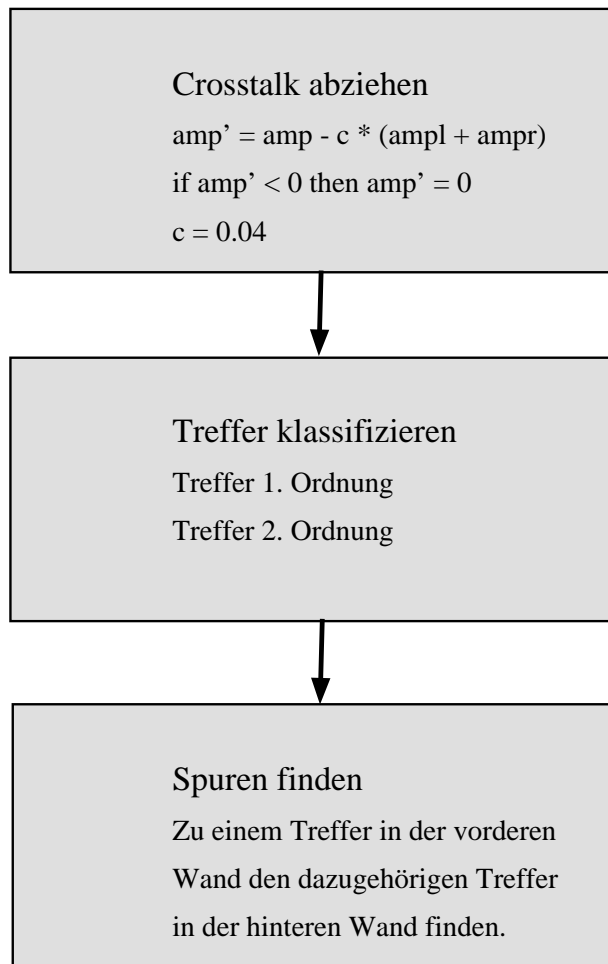 Crosstalk abziehen
amp’ = amp - c * (ampl + ampr)
if amp’ < 0 then amp’ = 0
c = 0.04
Treffer klassifizieren
Treffer 1. Ordnung
Treffer 2. Ordnung
Spuren finden
Zu einem Treffer in der vorderen
Wand den dazugehörigen Treffer
in der hinteren Wand finden.